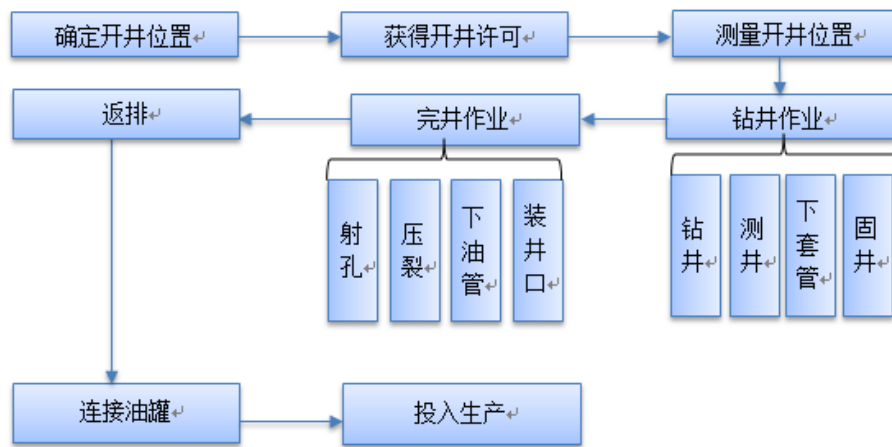 确定开井位置
获得开井许可
测量开井位置
钻井作业
完井作业
返排
钻井
测井
下套管
固井
射孔
压裂
下油管
装井口
连接油罐
投入生产